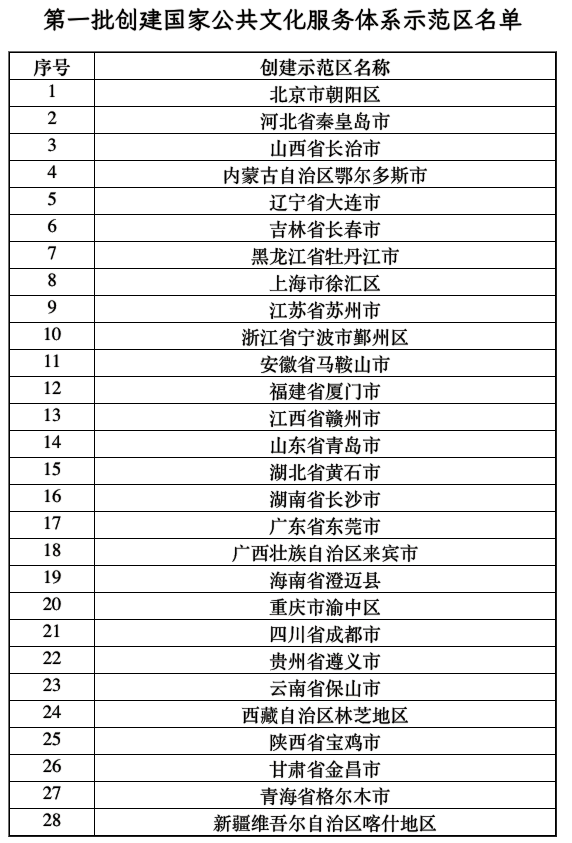 第一批创建国家公共文化服务体系示范区名单
序号 创建示范区名称
1 北京市朝阳区
2 河北省秦皇岛市
3 山西省长治市
4 内蒙古自治区鄂尔多斯市
5 辽宁省大连市
6 吉林省长春市
7 黑龙江省牡丹江市
8 上海市徐汇区
9 江苏省苏州市
10 浙江省宁波市鄞州区
11 安徽省马鞍山市
12 福建省厦门市
13 江西省赣州市
14 山东省青岛市
15 湖北省黄石市
16 湖南省长沙市
17 广东省东莞市
18 广西壮族自治区来宾市
19 海南省澄迈县
20 重庆市渝中区
21 四川省成都市
22 贵州省遵义市
23 云南省保山市
24 西藏自治区林芝地区
25 陕西省宝鸡市
26 甘肃省金昌市
27 青海省格尔木市
28 新疆维吾尔自治区喀什地区